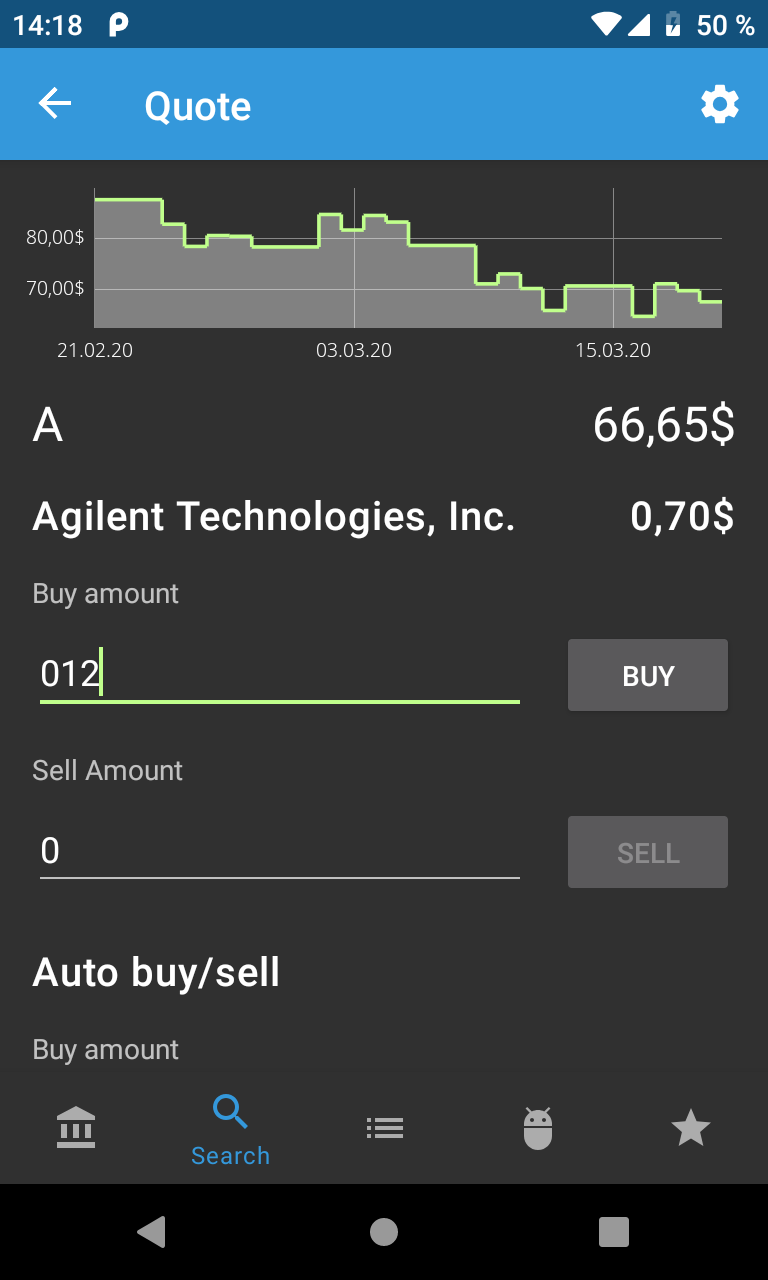 14:18 50 %
Quote
80,00$
70,00$
21.02.20 03.03.20 15.03.20
A 66,65$
Agilent Technologies, Inc. 0,70$
Buy amount
012 BUY
Sell Amount
0 SELL
Auto buy/sell
Buy amount
Search